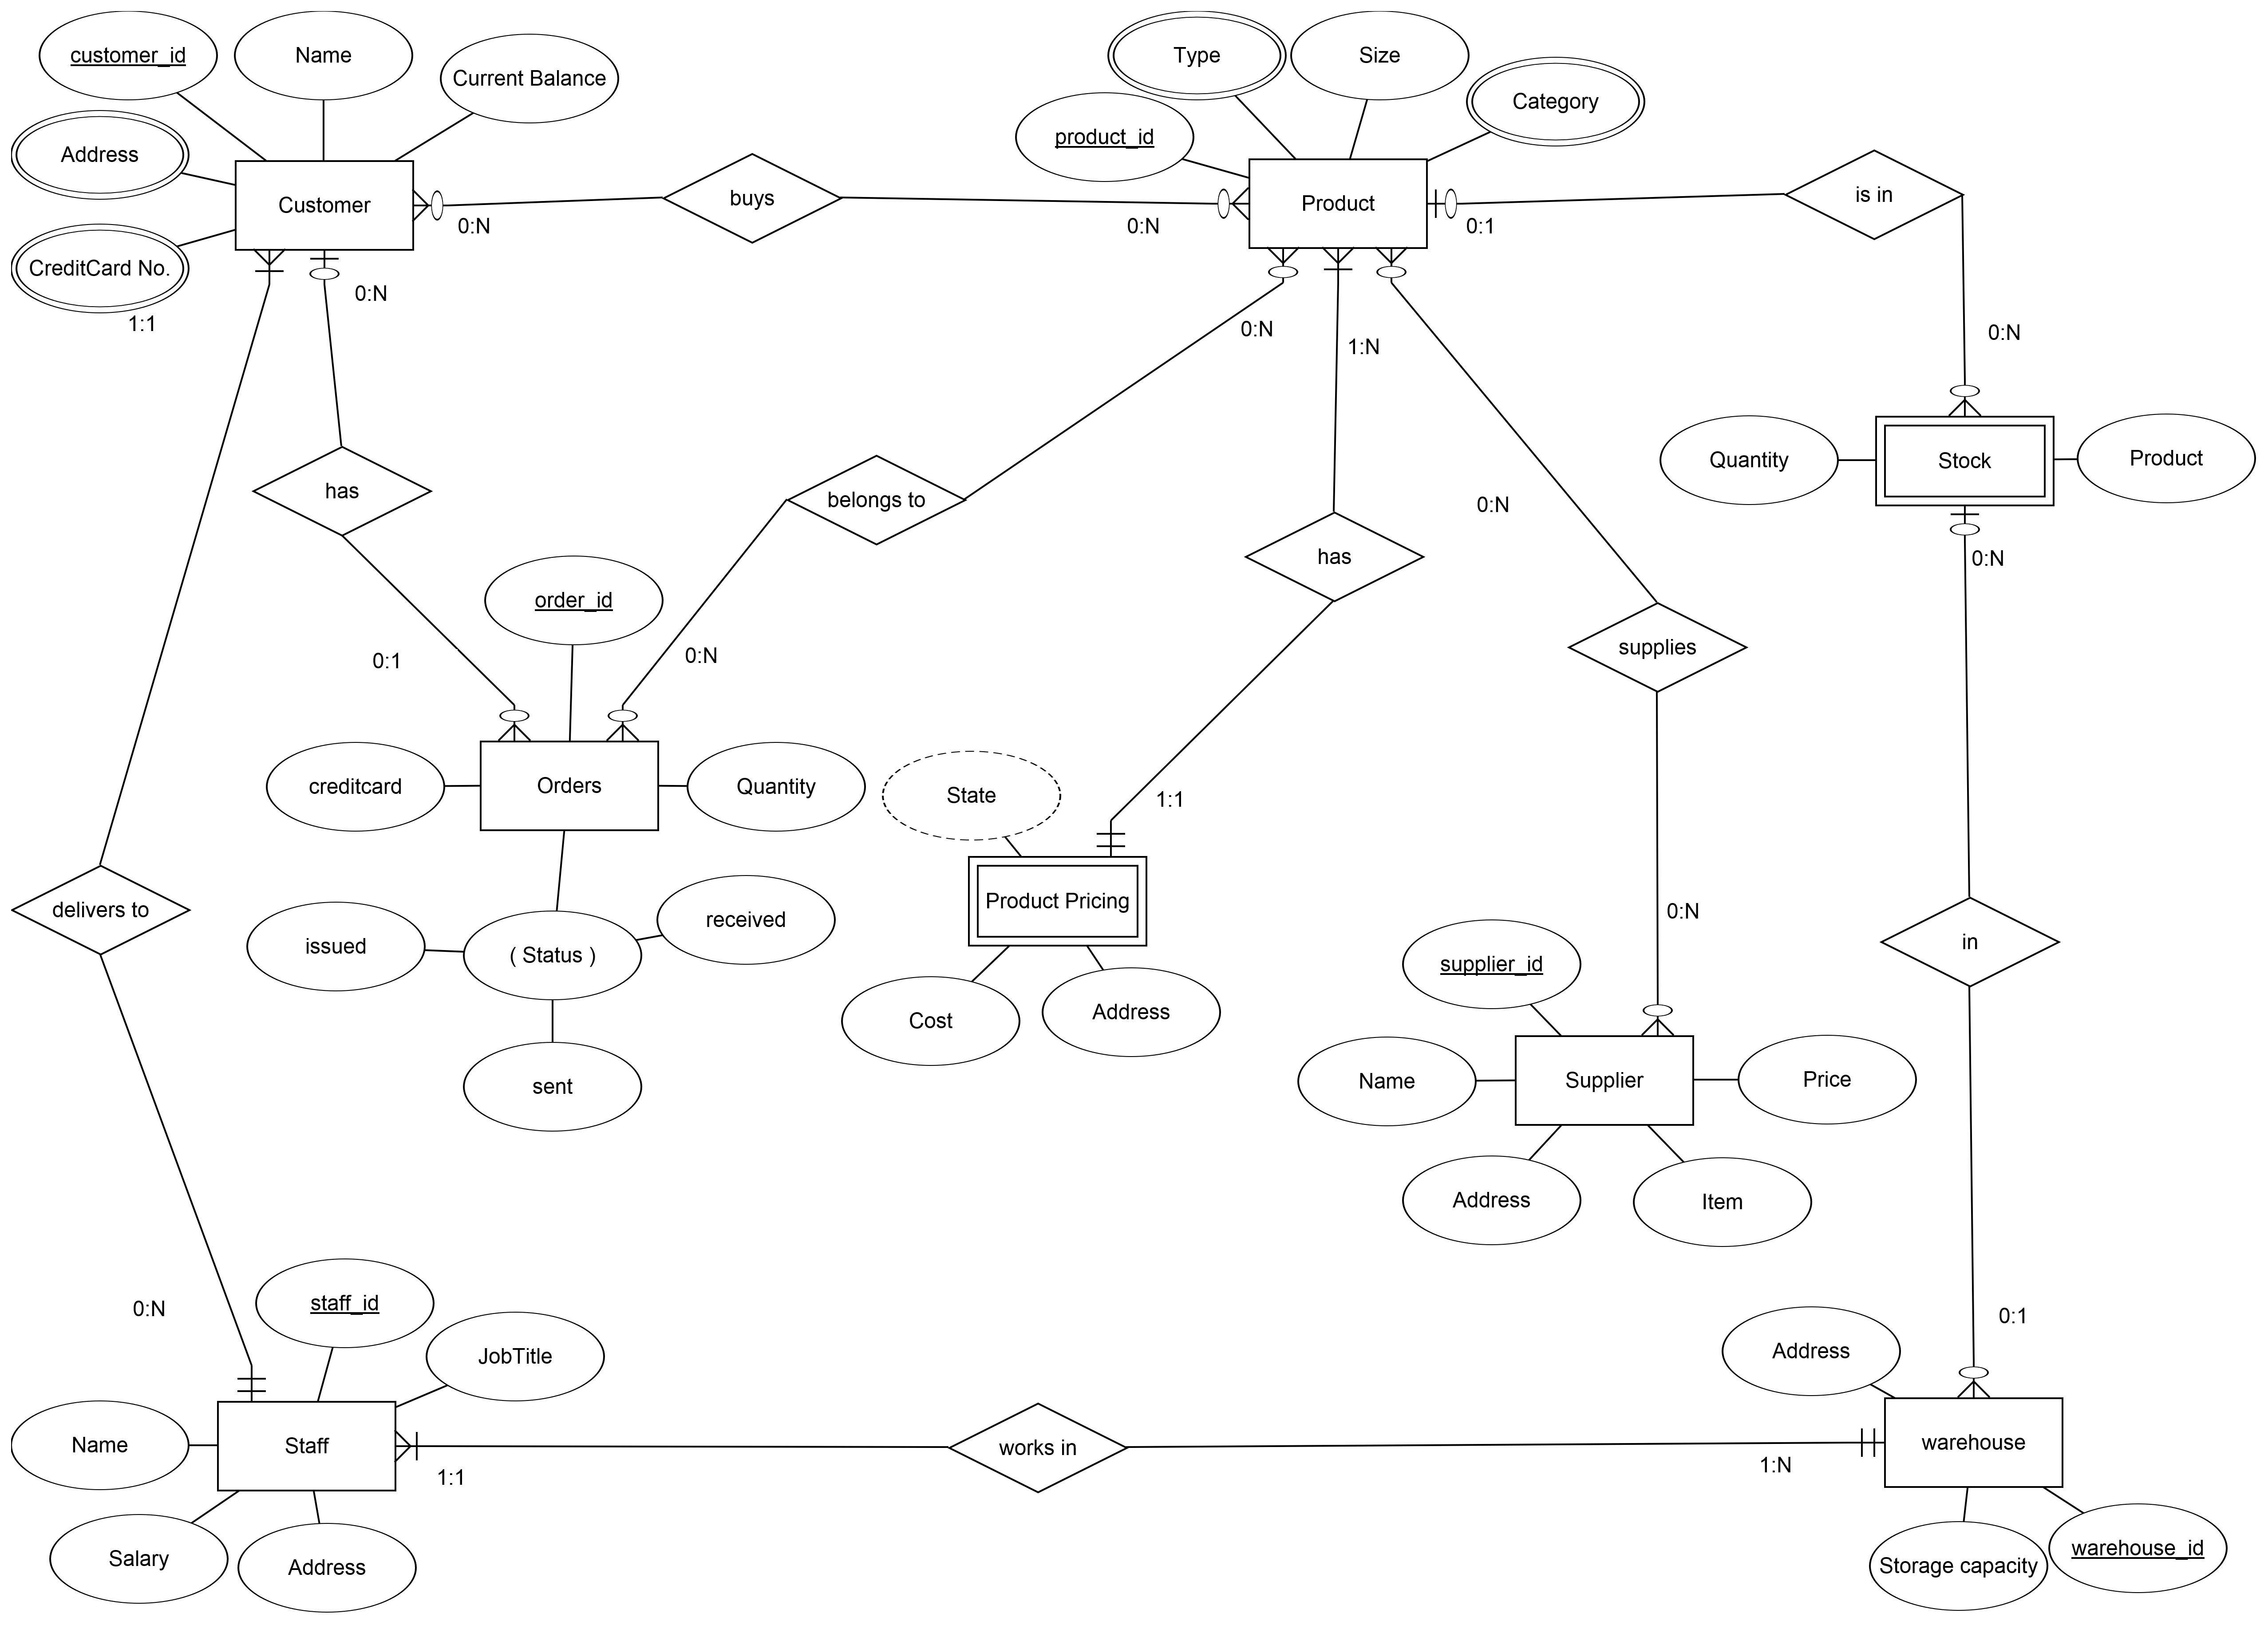 customer_id
Name
Current Balance
Address
CreditCard No.
Customer
1:1
0:N
0:N
buys
0:N
Type
Size
Category
product_id
Product
0:1
is in
0:N
0:N
1:N
0:N
Quantity
Stock
Product
0:N
has
belongs to
has
supplies
order_id
0:1
0:N
creditcard
Orders
Quantity
State
1:1
Product Pricing
Cost
Address
delivers to
issued
( Status )
received
sent
0:N
supplier_id
Name
Supplier
Price
Address
Item
in
0:1
0:N
staff_id
JobTitle
Name
Staff
Salary
Address
1:1
works in
1:N
Address
warehouse
Storage capacity
warehouse_id